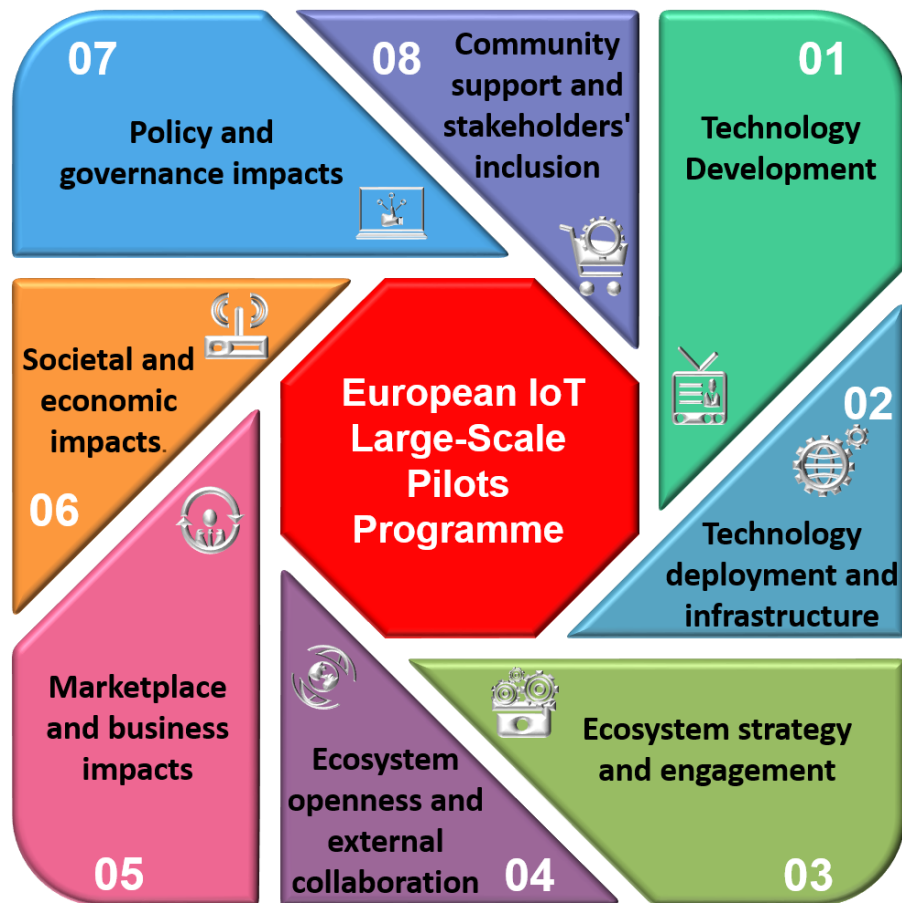 07
Policy and
governance impacts
08
Community
support and
stakeholders'
inclusion
01
Technology
Development
02
Technology
deployment and
infrastructure
Ecosystem strategy
and engagement
03
Ecosystem
openness and
external
collaboration
04
Marketplace
and business
impacts
05
Societal and
economic
impacts.
06
European IoT
Large-Scale
Pilots
Programme